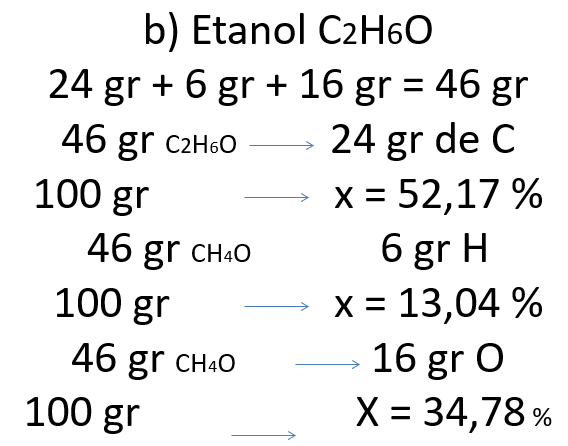 b) Etanol C2H6O
24 gr + 6 gr + 16 gr = 46 gr
46 gr C2H6O → 24 gr de C
100 gr → x = 52,17 %
46 gr CH4O 6 gr H
100 gr → x = 13,04 %
46 gr CH4O → 16 gr O
100 gr → X = 34,78 %